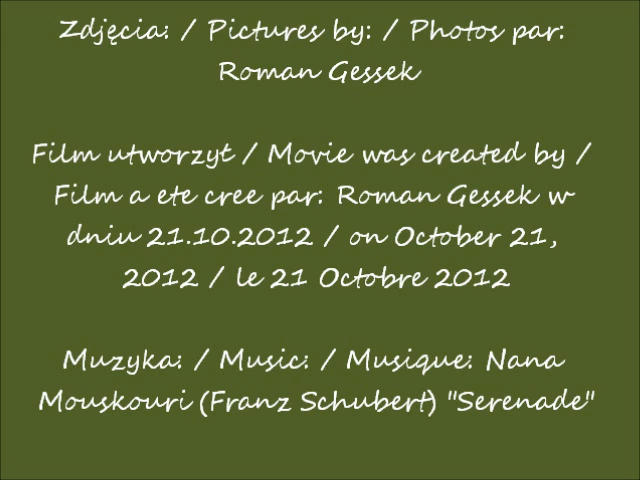 Zdjęcia: / Pictures by: / Photos par:
Roman Gessek
Film utworzył / Movie was created by /
Film a ete cree par: Roman Gessek w
dniu 21.10.2012 / on October 21,
2012 / le 21 Octobre 2012
Muzyka: / Music: / Musique: Nana
Mouskouri (Franz Schubert) "Serenade"